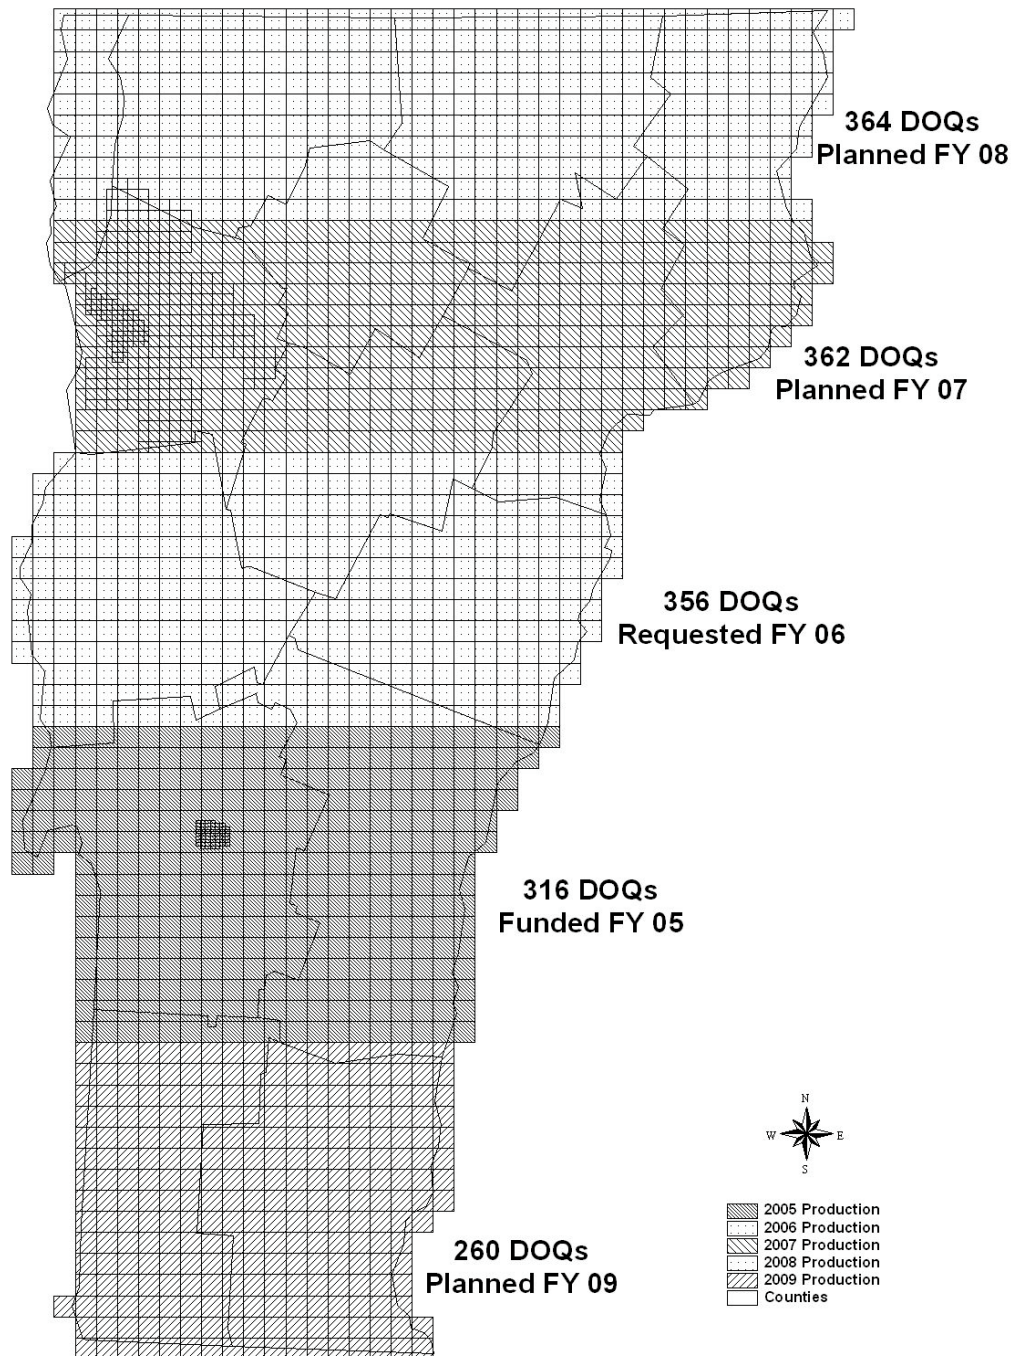 364 DOQs
Planned FY 08
362 DOQs
Planned FY 07
356 DOQs
Requested FY 06
316 DOQs
Funded FY 05
260 DOQs
Planned FY 09
N
W E
S
2005 Production
2006 Production
2007 Production
2008 Production
2009 Production
Counties